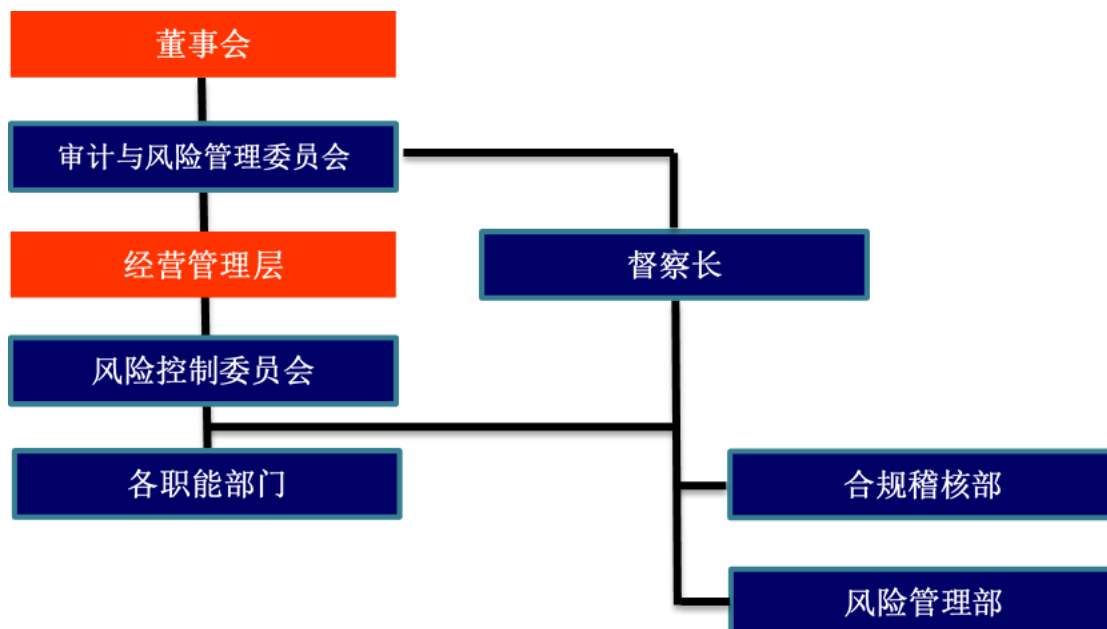 董事会
审计与风险管理委员会
经营管理层
督察长
风险控制委员会
各职能部门
合规稽核部
风险管理部